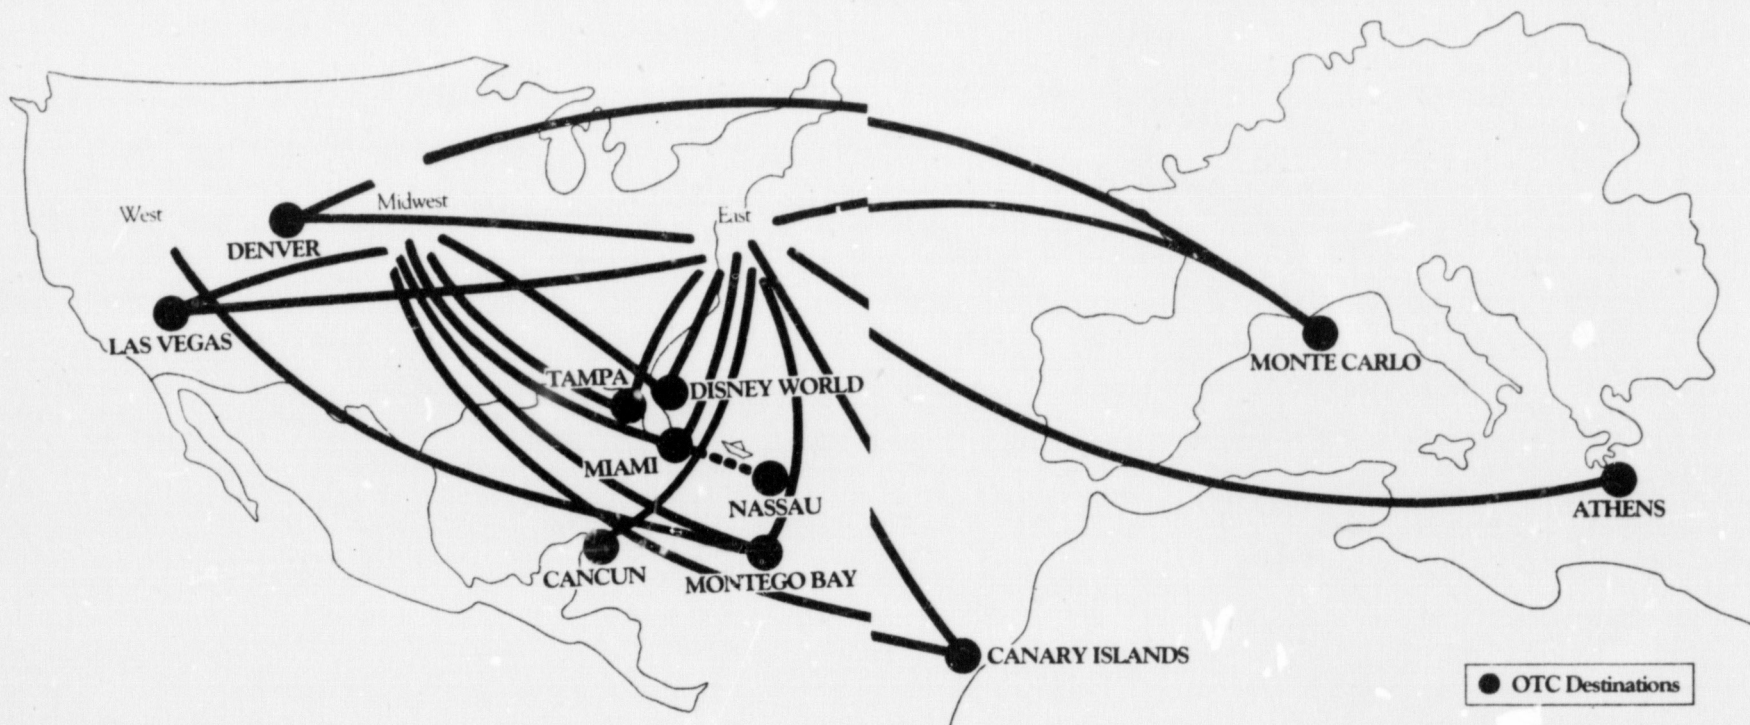 West
Midwest
East
DENVER
LAS VEGAS
TAMPA
DISNEY WORLD
MIAMI
NASSAU
CANCUN
MONTEGO BAY
MONTE CARLO
ATHENS
CANARY ISLANDS
OTC Destinations